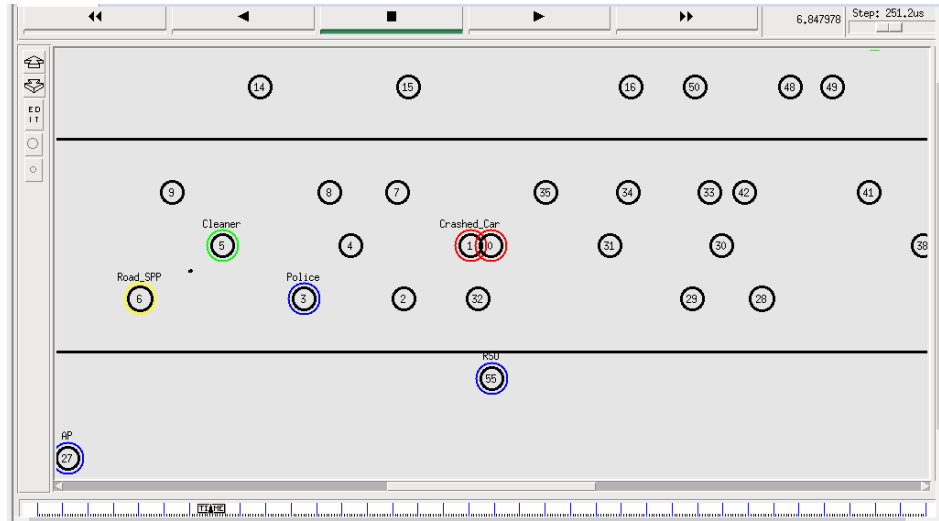 6.847978 Step: 251.2us
E D
I T
14 15 16 50 48 49
9 8 7 35 34 33 42 41
Cleaner Crashed_Car
5 4 1 0 31 30 38
Road_SPP Police
6 3 2 32 29 28
RSU
55
AP
27
TIME